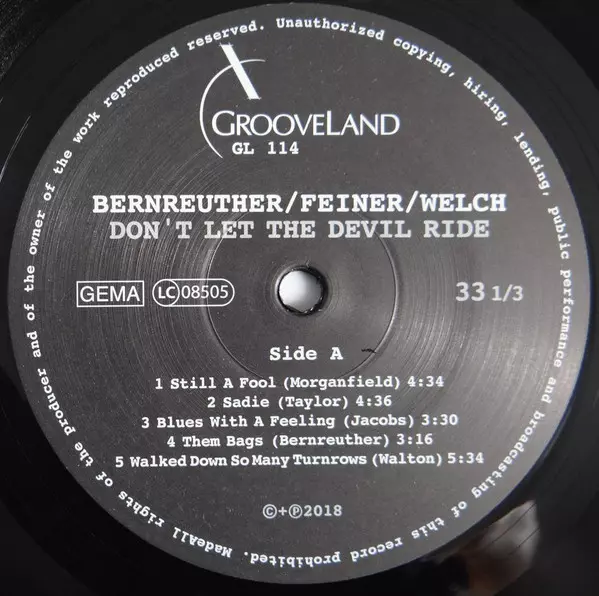 GROOVELAND
GL 114
BERNREUTHER/FEINER/WELCH
DON'T LET THE DEVIL RIDE
GEMA LC 08505 33 1/3
Side A
1 Still A Fool (Morganfield) 4:34
2 Sadie (Taylor) 4:36
3 Blues With A Feeling (Jacobs) 3:30
4 Them Bags (Bernreuther) 3:16
5 Walked Down So Many Turnrows (Walton) 5:34
©+℗2018
MadeAll rights of the producer and of the owner of the work reproduced reserved. Unauthorized copying, hiring, lending, public performance and broadcasting of this record prohibited.